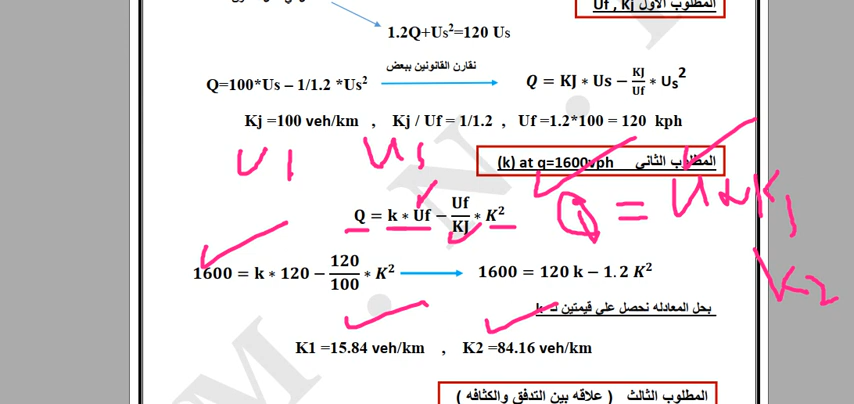 المطلوب الأول Uf , Kj
1.2Q+Us²=120 Us
نقارن القانونين ببعض
Q=100*Us – 1/1.2 *Us²
Q = KJ * Us − KJ/Uf * Us²
Kj =100 veh/km , Kj / Uf = 1/1.2 , Uf =1.2*100 = 120 kph
المطلوب الثاني (k) at q=1600vph
Q = k * Uf − Uf/KJ * K²
Q = U * K
1600 = k * 120 − 120/100 * K²
1600 = 120 k − 1.2 K²
K2
بحل المعادله نحصل علي قيمتين لـ k
K1 =15.84 veh/km , K2 =84.16 veh/km
المطلوب الثالث ( علاقه بين التدفق والكثافه )